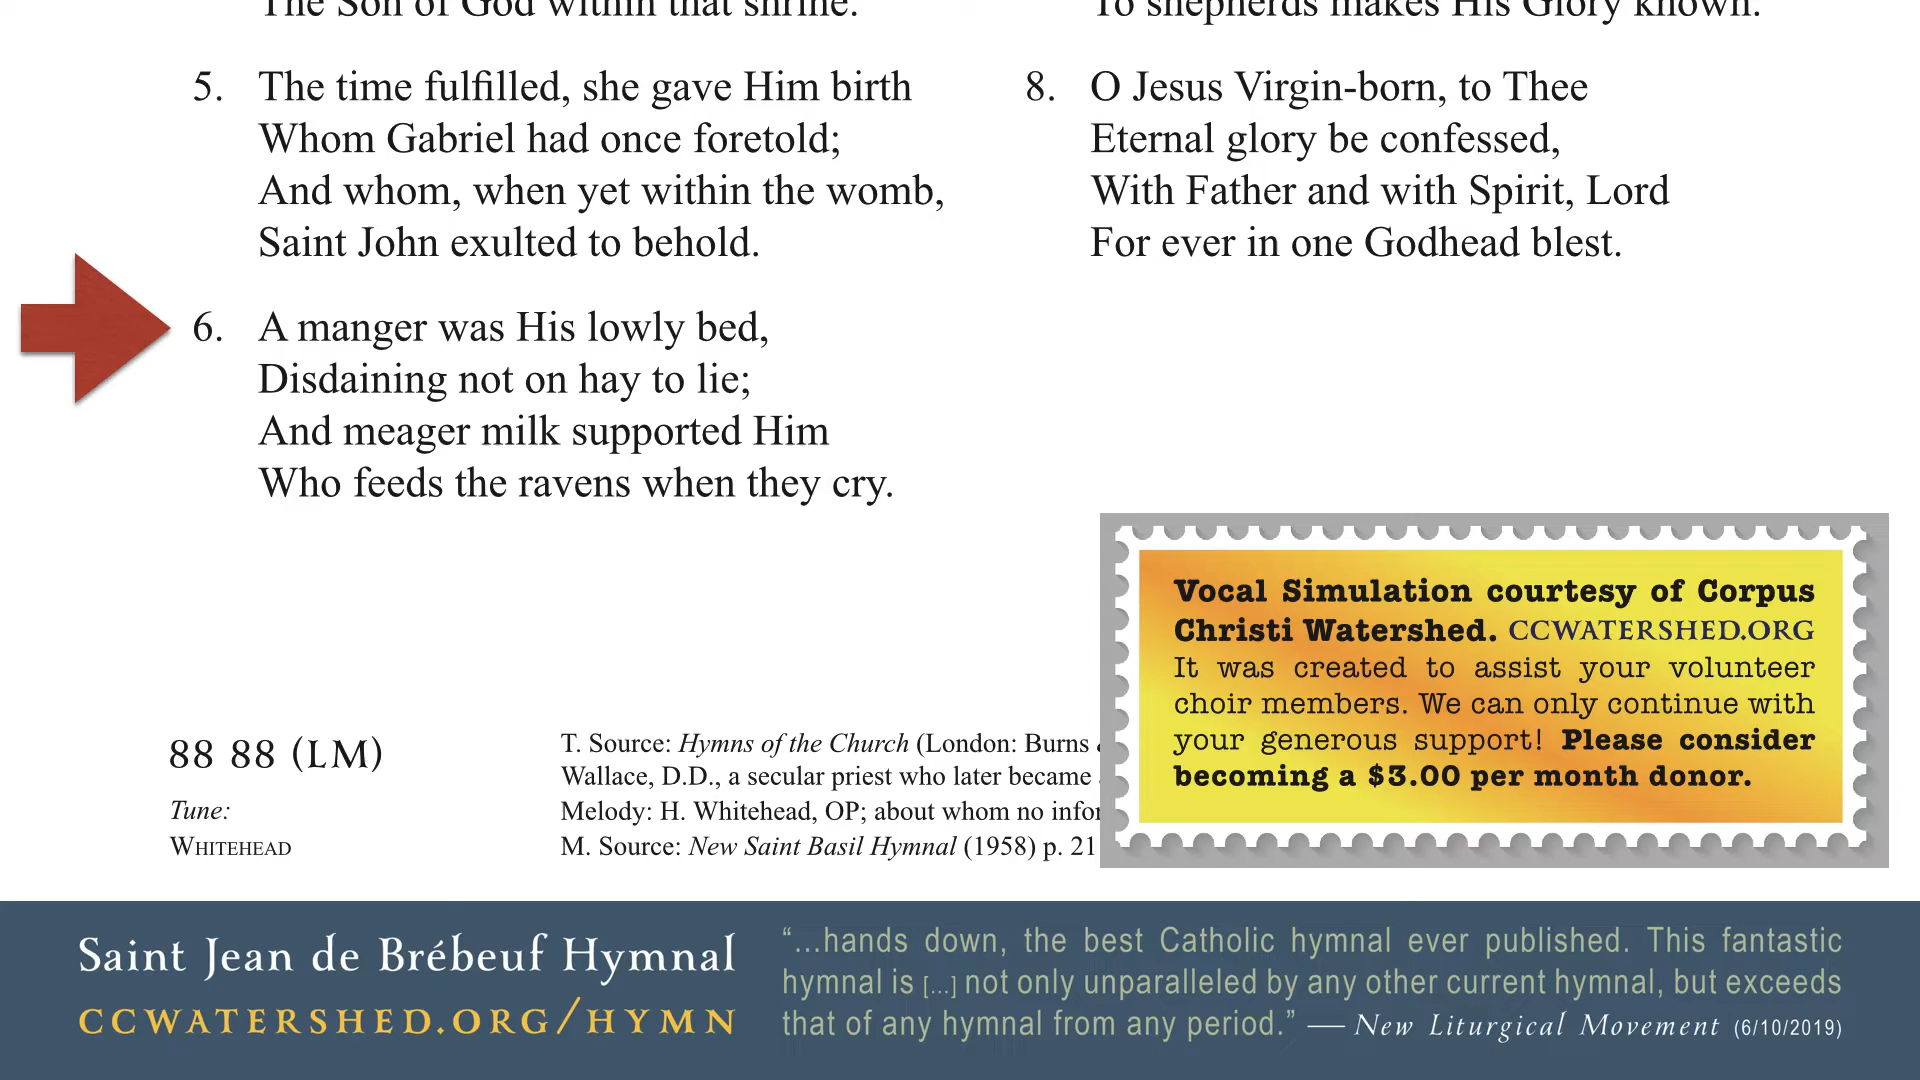 The Son of God within that shrine.
5. The time fulfilled, she gave Him birth
Whom Gabriel had once foretold;
And whom, when yet within the womb,
Saint John exulted to behold.
6. A manger was His lowly bed,
Disdaining not on hay to lie;
And meager milk supported Him
Who feeds the ravens when they cry.
To shepherds makes His Glory known.
8. O Jesus Virgin-born, to Thee
Eternal glory be confessed,
With Father and with Spirit, Lord
For ever in one Godhead blest.
88 88 (LM)
Tune:
WHITEHEAD
T. Source: Hymns of the Church (London: Burns
Wallace, D.D., a secular priest who later became
Melody: H. Whitehead, OP; about whom no
M. Source: New Saint Basil Hymnal (1958) p. 21
Vocal Simulation courtesy of Corpus
Christi Watershed. CCWATERSHED.ORG
It was created to assist your volunteer
choir members. We can only continue with
your generous support! Please consider
becoming a $3.00 per month donor.
Saint Jean de Brébeuf Hymnal
CCWATERSHED.ORG/HYMN
“...hands down, the best Catholic hymnal ever published. This fantastic
hymnal is [...] not only unparalleled by any other current hymnal, but exceeds
that of any hymnal from any period.” — New Liturgical Movement (6/10/2019)